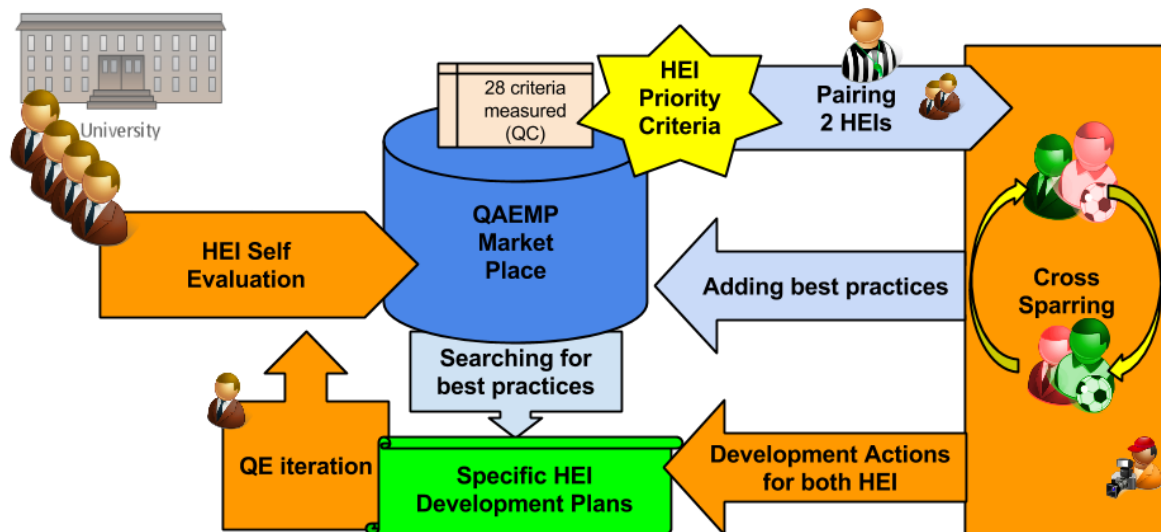 University
28 criteria
measured
(QC)
HEI
Priority
Criteria
Pairing
2 HEIs
HEI Self
Evaluation
QAEMP
Market
Place
Adding best practices
Cross
Sparring
Searching for
best practices
QE iteration
Specific HEI
Development Plans
Development Actions
for both HEI